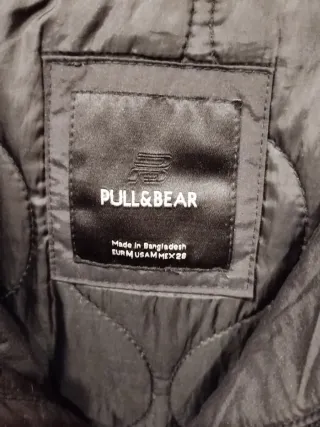 PULL&BEAR
Made in Bangladesh
EUR M USA M MEX 28